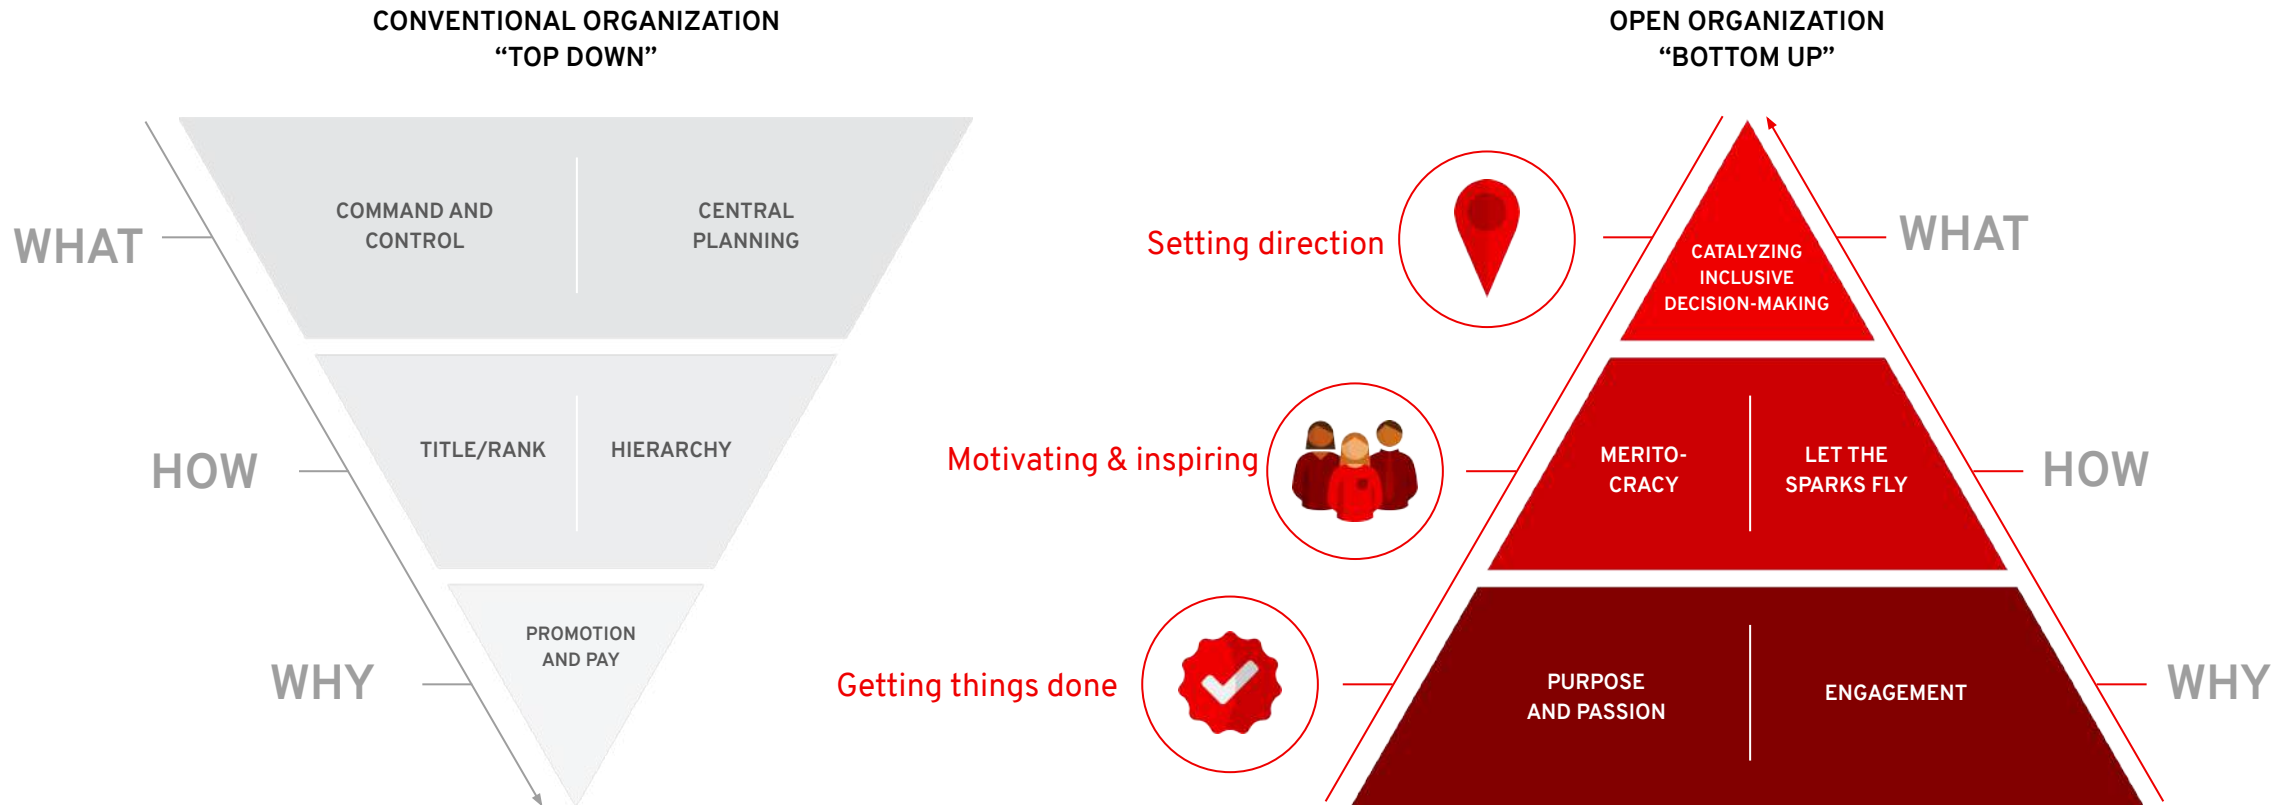 CONVENTIONAL ORGANIZATION
“TOP DOWN”
WHAT
COMMAND AND
CONTROL
CENTRAL
PLANNING
HOW
TITLE/RANK
HIERARCHY
WHY
PROMOTION
AND PAY
OPEN ORGANIZATION
“BOTTOM UP”
Setting direction
CATALYZING
INCLUSIVE
DECISION-MAKING
WHAT
Motivating & inspiring
MERITO-
CRACY
LET THE
SPARKS FLY
HOW
Getting things done
PURPOSE
AND PASSION
ENGAGEMENT
WHY